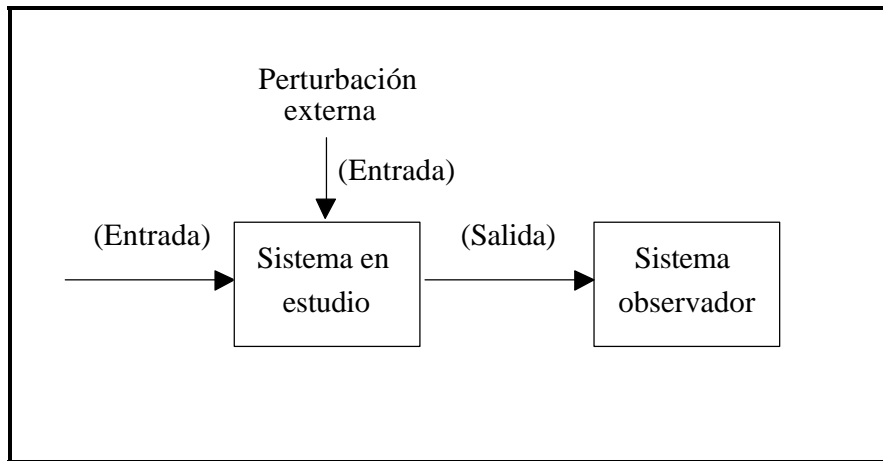 Perturbación
externa
(Entrada)
(Entrada)
Sistema en
estudio
(Salida)
Sistema
observador